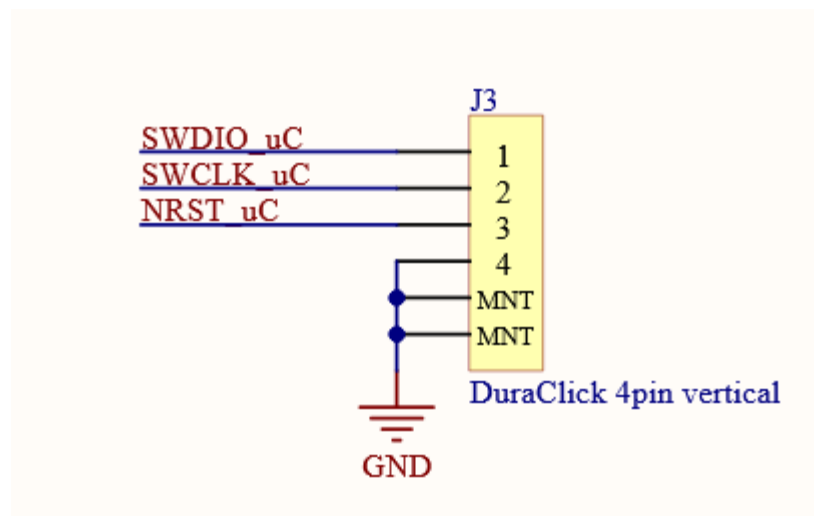 J3
SWDIO_uC
1
SWCLK_uC
2
NRST_uC
3
4
MNT
MNT
DuraClick 4pin vertical
GND